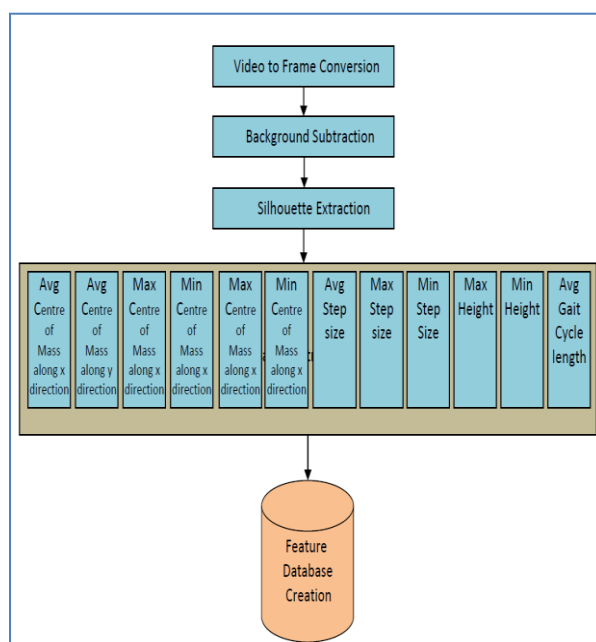 Video to Frame Conversion
Background Subtraction
Silhouette Extraction
Avg
Centre
of
Mass
along x
direction
Avg
Centre of
Mass
along y
direction
Max
Centre of
Mass
along x
direction
Min
Centre of
Mass
along x
direction
Max
Centre of
Mass
along x
direction
Min
Centre of
Mass
along x
direction
Avg
Step
size
Max
Step
size
Min
Step
Size
Max
Height
Min
Height
Avg
Gait
Cycle
length
Feature
Database
Creation